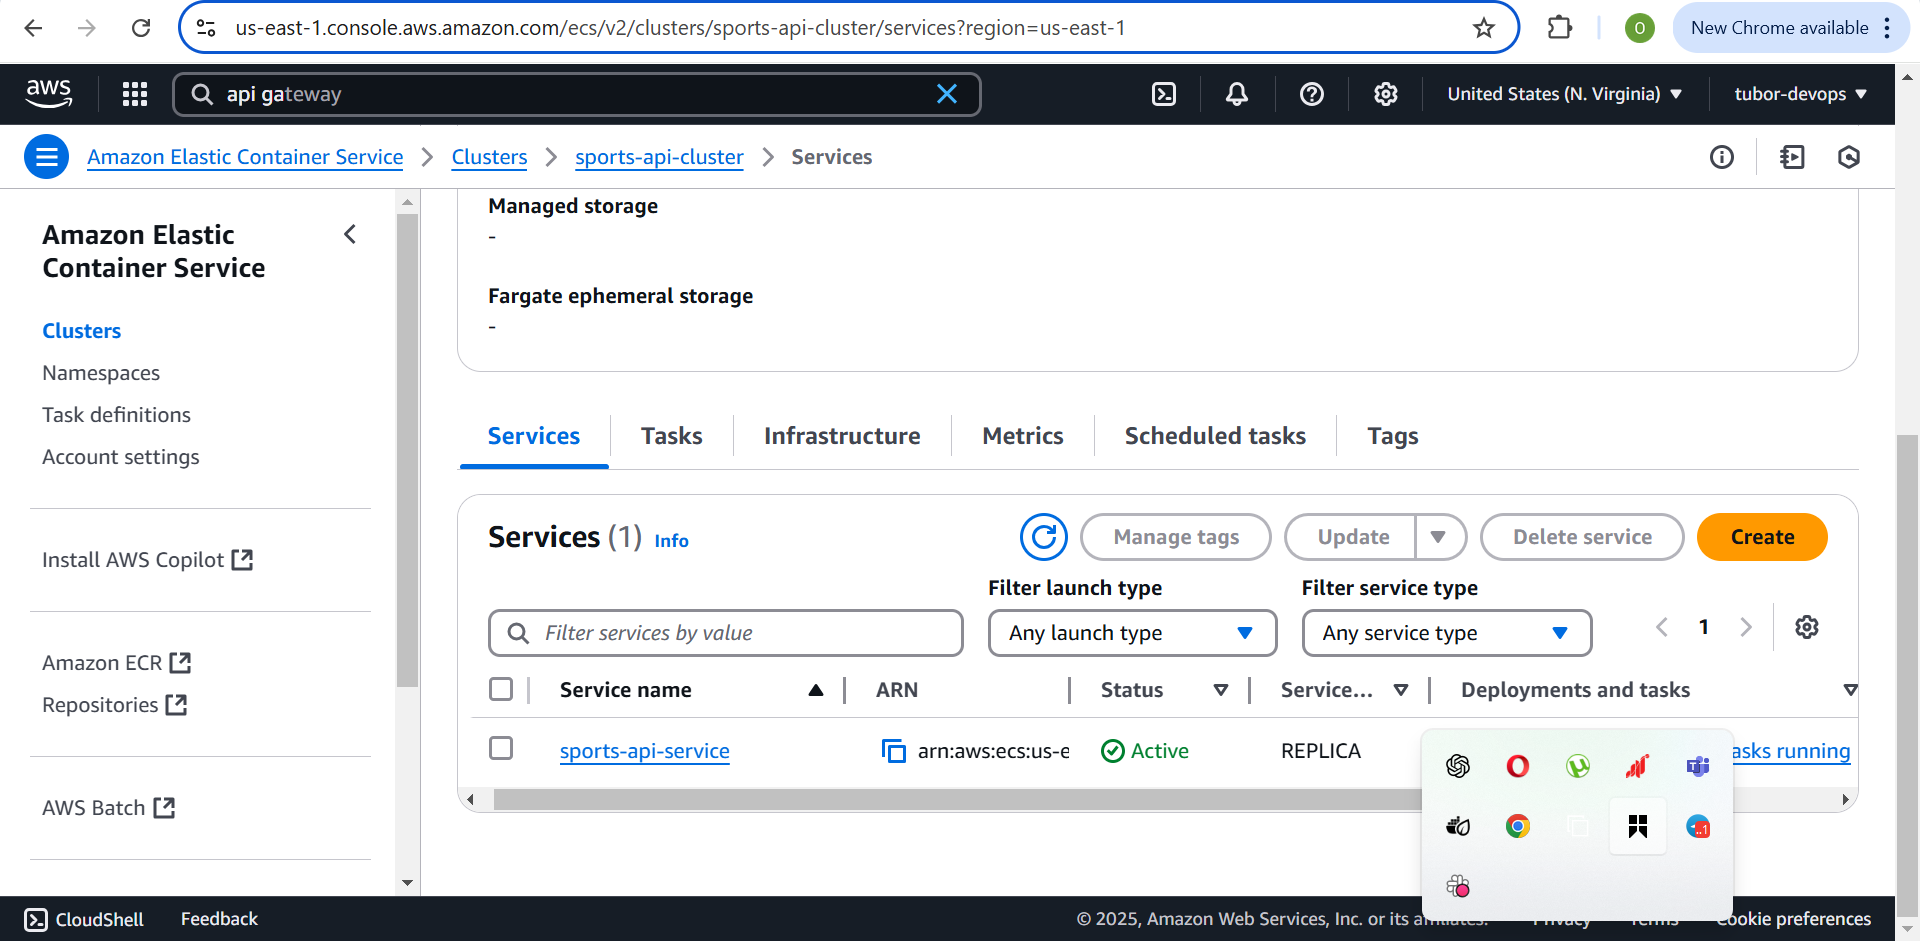 us-east-1.console.aws.amazon.com/ecs/v2/clusters/sports-api-cluster/services?region=us-east-1
O
New Chrome available
aws
api gateway
United States (N. Virginia)
tubor-devops
Amazon Elastic Container Service
Clusters
sports-api-cluster
Services
Amazon Elastic
Container Service
Clusters
Namespaces
Task definitions
Account settings
Install AWS Copilot
Amazon ECR
Repositories
AWS Batch
Managed storage
-
Fargate ephemeral storage
-
Services
Tasks
Infrastructure
Metrics
Scheduled tasks
Tags
Services (1) Info
Manage tags
Update
Delete service
Create
Filter launch type
Filter service type
Filter services by value
Any launch type
Any service type
1
Service name
ARN
Status
Service...
Deployments and tasks
sports-api-service
arn:aws:ecs:us-e
Active
REPLICA
asks running
CloudShell
Feedback
© 2025, Amazon Web Services, Inc. or its affiliates.
Privacy
Terms
Cookie preferences